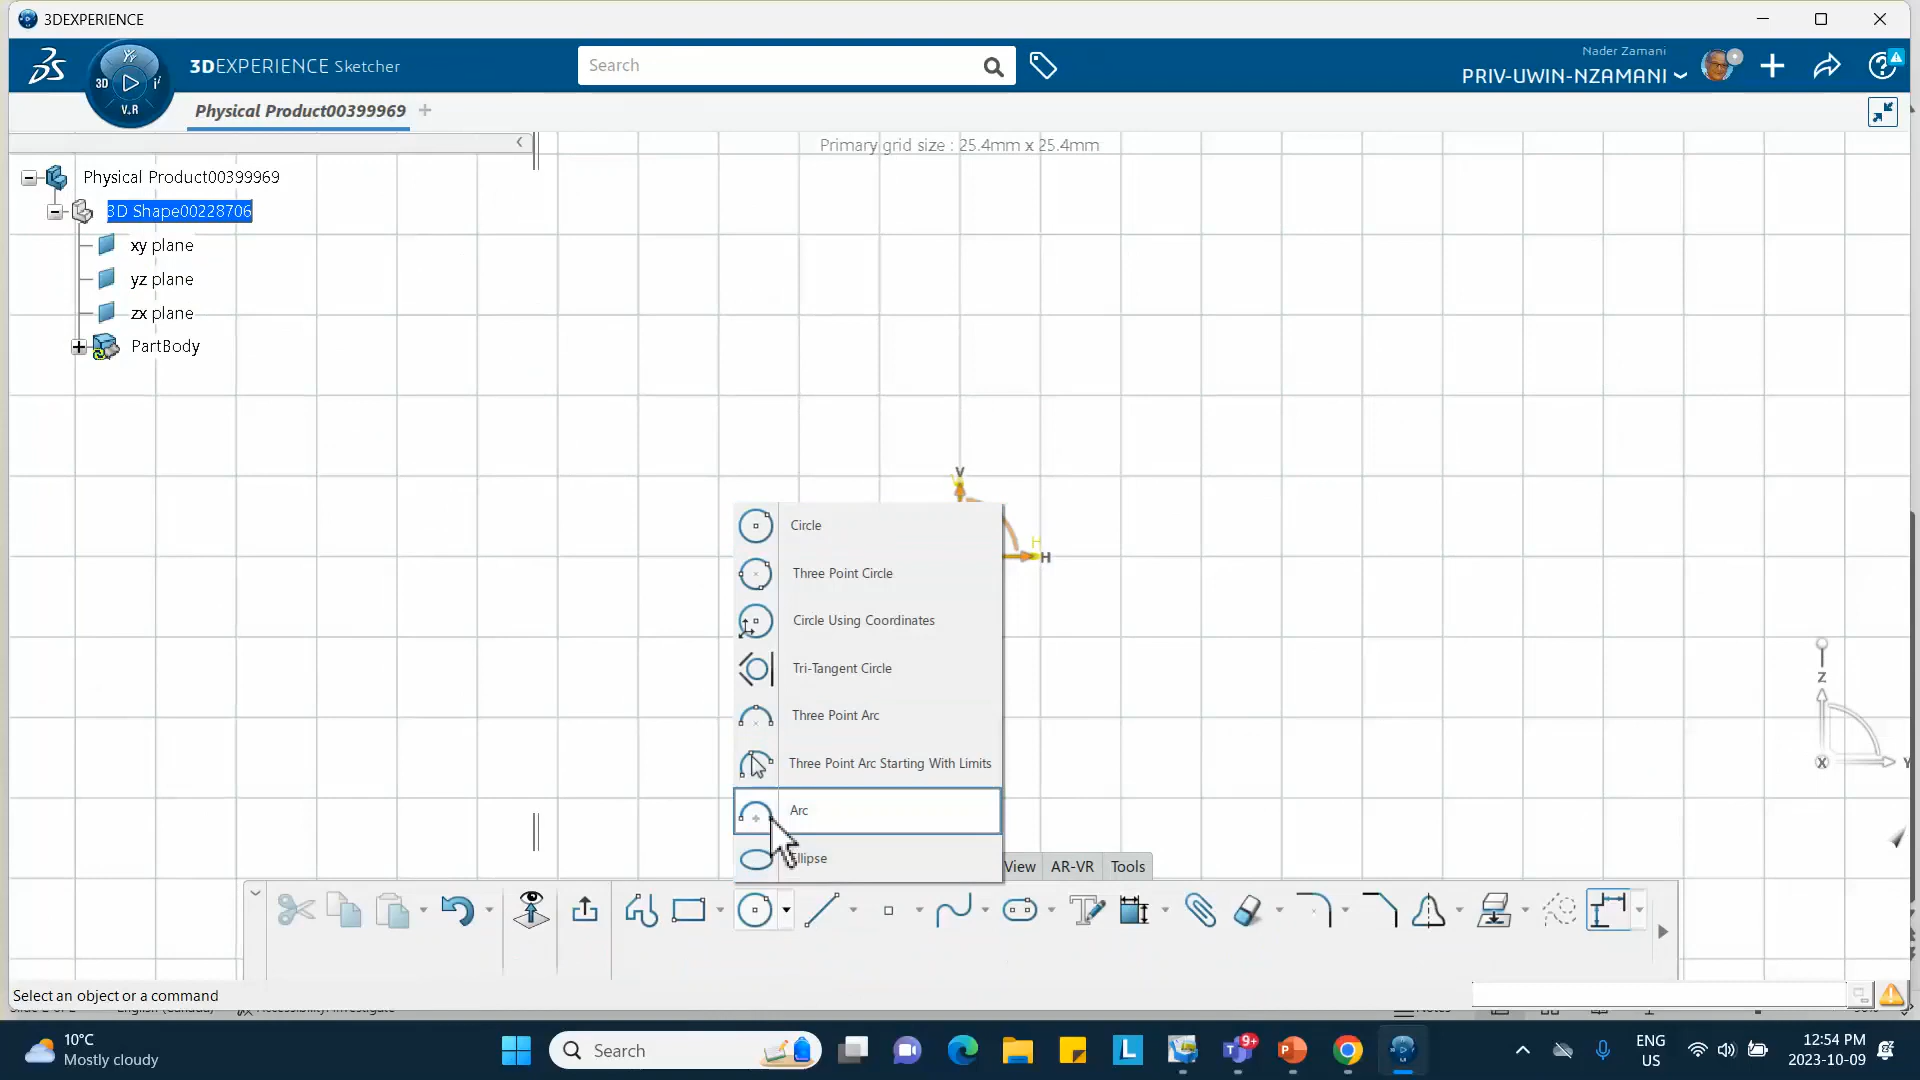 3DEXPERIENCE
3DEXPERIENCE Sketcher
Search
Nader Zamani
PRIV-UWIN-NZAMANI
3D
V.R
Physical Product00399969
Primary grid size : 25.4mm x 25.4mm
Physical Product00399969
3D Shape00228706
xy plane
yz plane
zx plane
PartBody
V
H
H
Circle
Three Point Circle
Circle Using Coordinates
Tri-Tangent Circle
Three Point Arc
Three Point Arc Starting With Limits
Arc
Ellipse
Z
X
Y
View
AR-VR
Tools
Select an object or a command
10°C
Mostly cloudy
Search
L
9+
ENG
US
12:54 PM
2023-10-09